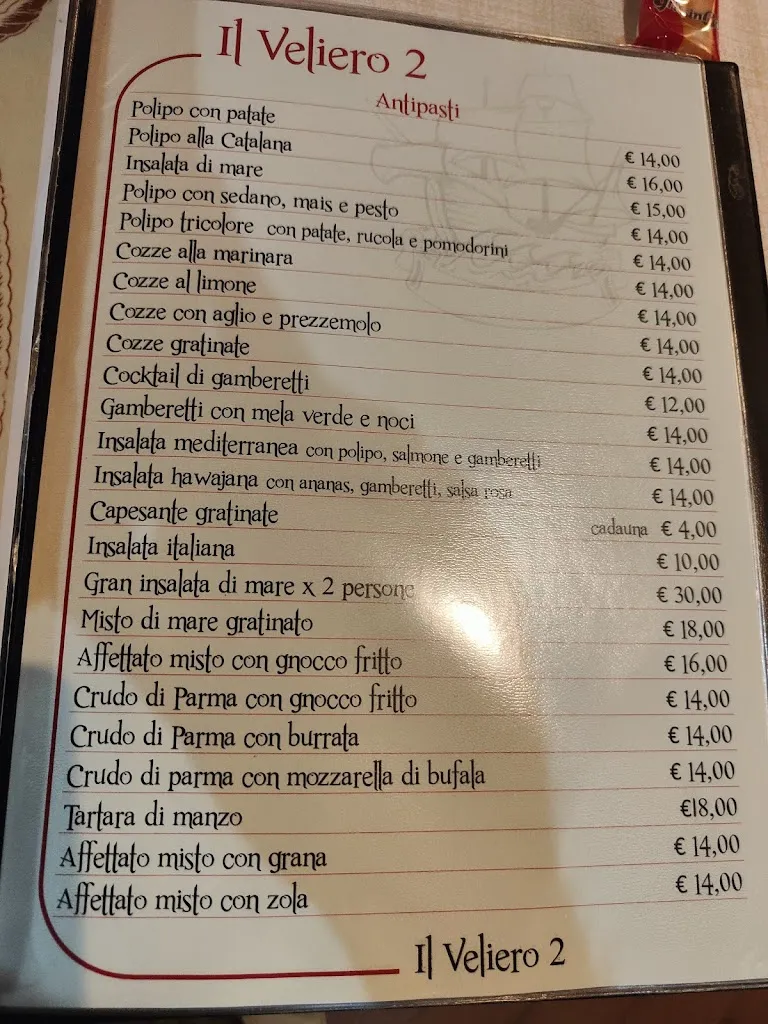 Il Veliero 2
Antipasti
Polipo con patate € 14,00
Polipo alla Catalana € 16,00
Insalata di mare € 15,00
Polipo con sedano, mais e pesto € 14,00
Polipo tricolore con patate, rucola e pomodorini € 14,00
Cozze alla marinara € 14,00
Cozze al limone € 14,00
Cozze con aglio e prezzemolo € 14,00
Cozze gratinate € 14,00
Cocktail di gamberetti € 12,00
Gamberetti con mela verde e noci € 14,00
Insalata mediterranea con polipo, salmone e gamberetti € 14,00
Insalata hawajana con ananas, gamberetti, salsa rosa € 14,00
Capesante gratinate cadauna € 4,00
Insalata italiana € 10,00
Gran insalata di mare x 2 persone € 30,00
Misto di mare gratinato € 18,00
Affettato misto con gnocco fritto € 16,00
Crudo di Parma con gnocco fritto € 14,00
Crudo di Parma con burrata € 14,00
Crudo di parma con mozzarella di bufala € 14,00
Tartara di manzo €18,00
Affettato misto con grana € 14,00
Affettato misto con zola € 14,00
Il Veliero 2